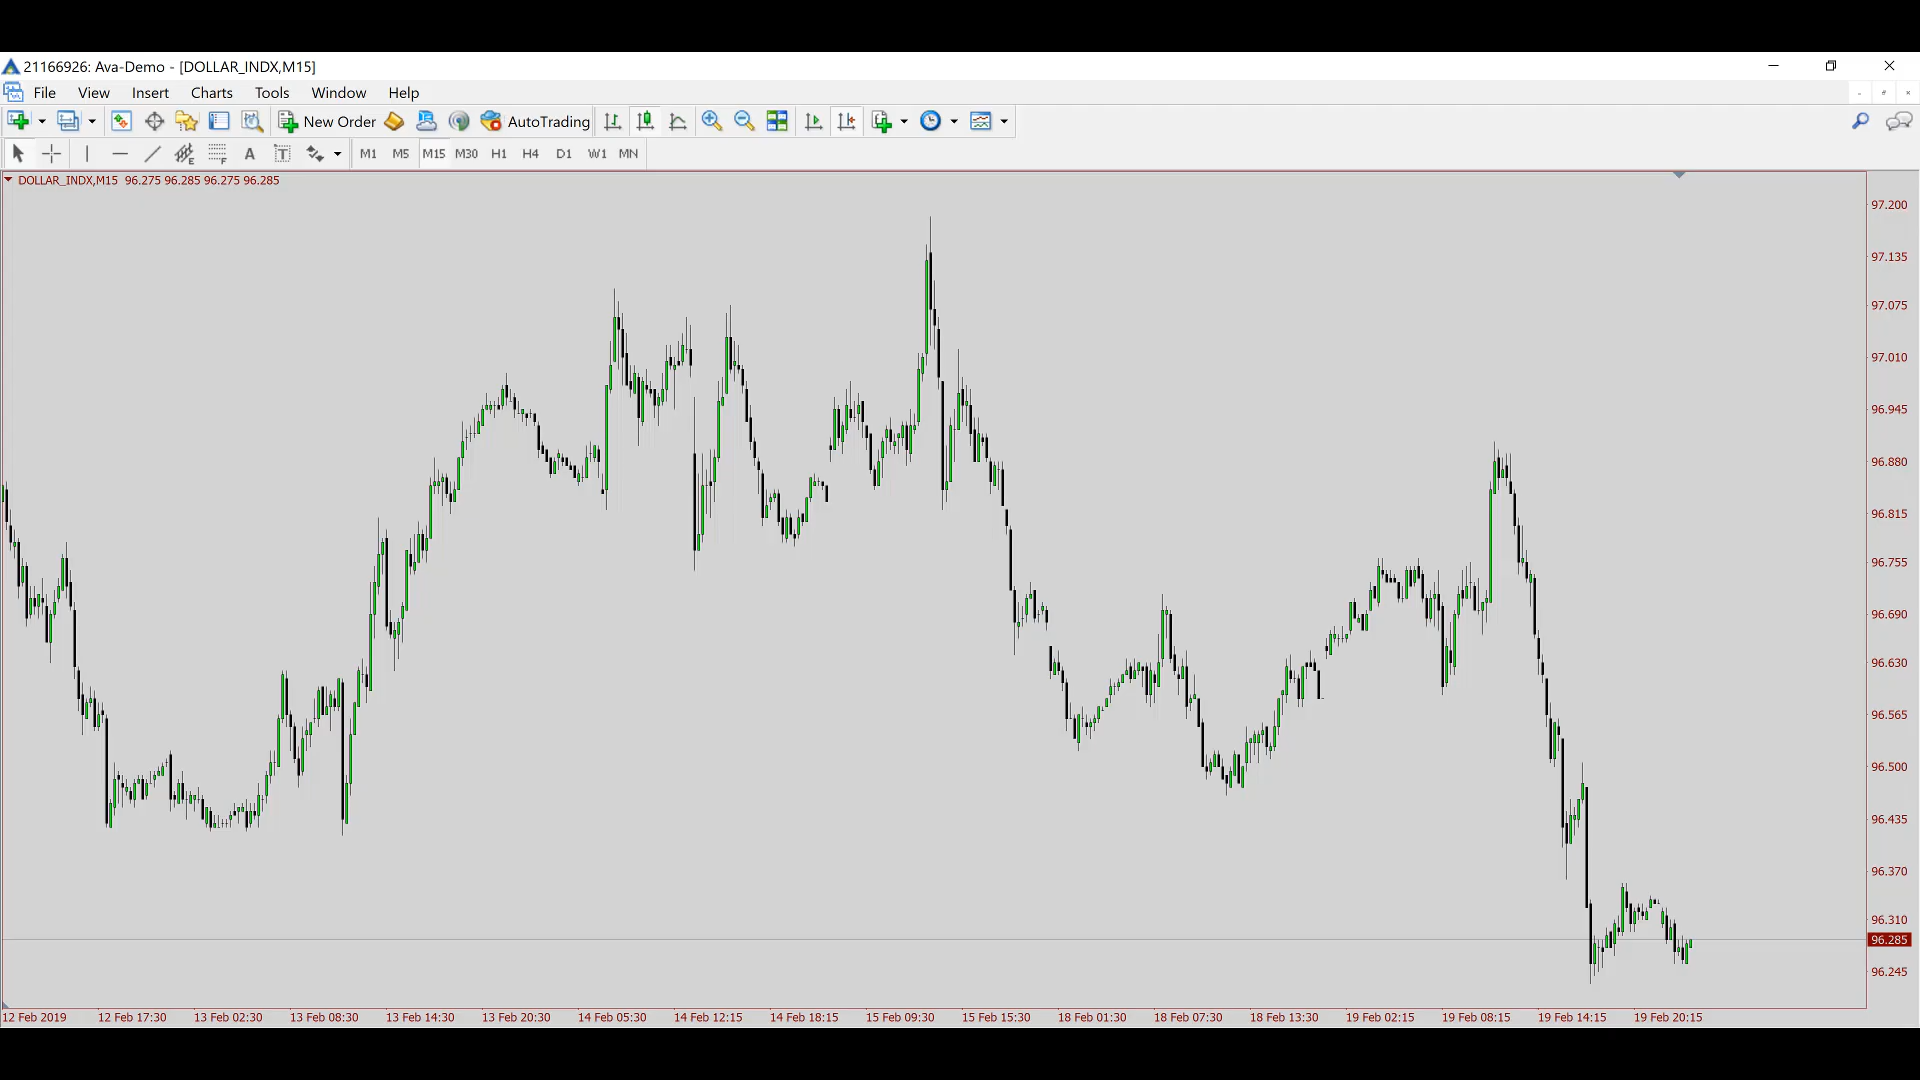 21166926: Ava-Demo - [DOLLAR_INDX,M15]
File View Insert Charts Tools Window Help
New Order AutoTrading
A T M1 M5 M15 M30 H1 H4 D1 W1 MN
DOLLAR_INDX,M15 96.275 96.285 96.275 96.285
97.200
97.135
97.075
97.010
96.945
96.880
96.815
96.755
96.690
96.630
96.565
96.500
96.435
96.370
96.310
96.285
96.245
12 Feb 2019 12 Feb 17:30 13 Feb 02:30 13 Feb 08:30 13 Feb 14:30 13 Feb 20:30 14 Feb 05:30 14 Feb 12:15 14 Feb 18:15 15 Feb 09:30 15 Feb 15:30 18 Feb 01:30 18 Feb 07:30 18 Feb 13:30 19 Feb 02:15 19 Feb 08:15 19 Feb 14:15 19 Feb 20:15